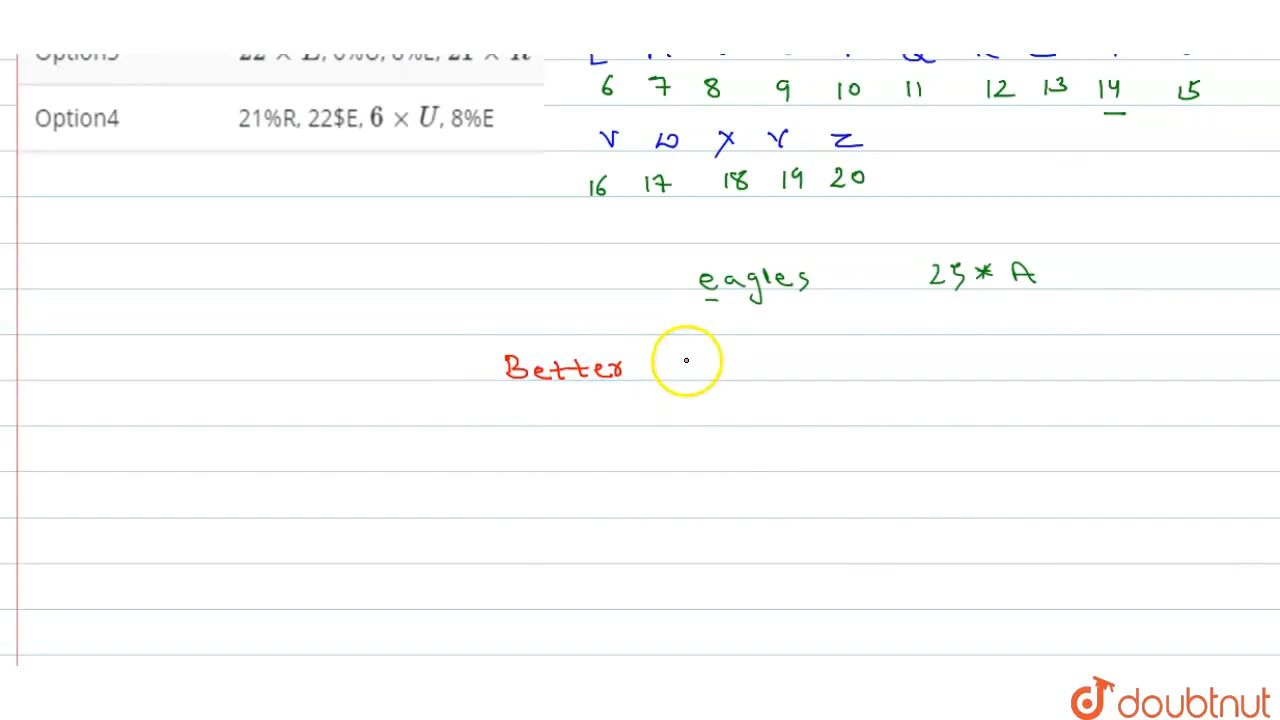 6 7 8 9 10 11 12 13 14 15
Option4 21%R, 22$E, 6 × U, 8%E
V W X Y Z
16 17 18 19 20
eagles 25* A
Better
doubtnut